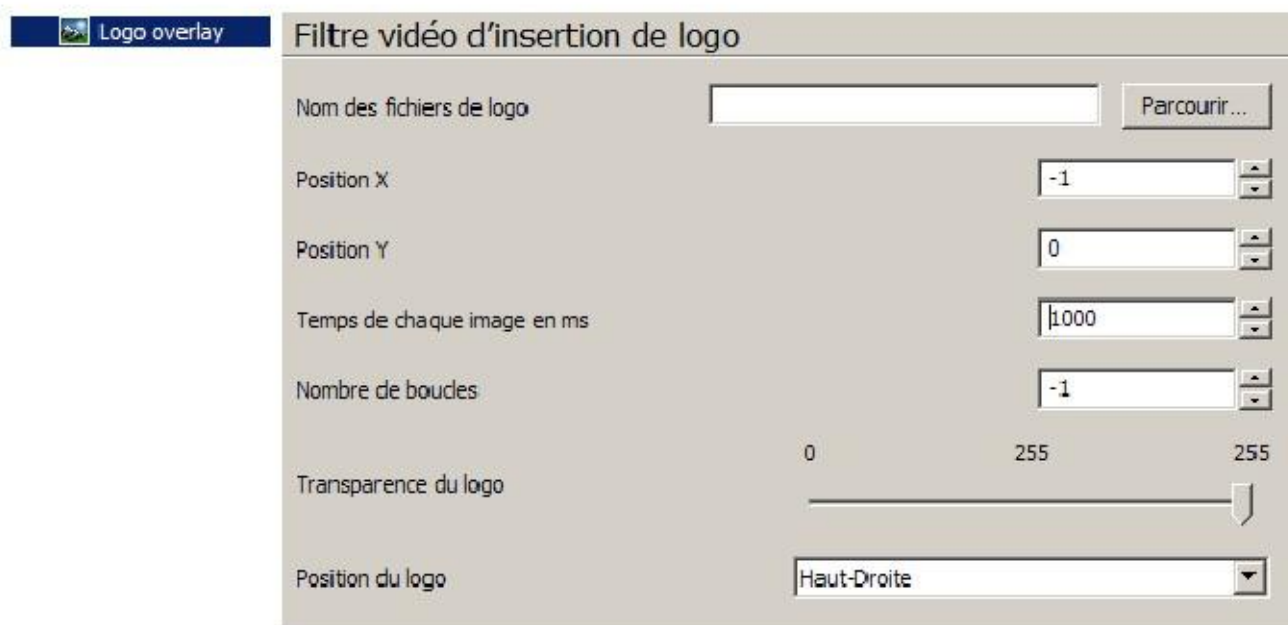 Logo overlay
Filtre vidéo d'insertion de logo
Nom des fichiers de logo
Parcourir...
Position X
-1
Position Y
0
Temps de chaque image en ms
1000
Nombre de boucles
-1
0 255 255
Transparence du logo
Position du logo
Haut-Droite